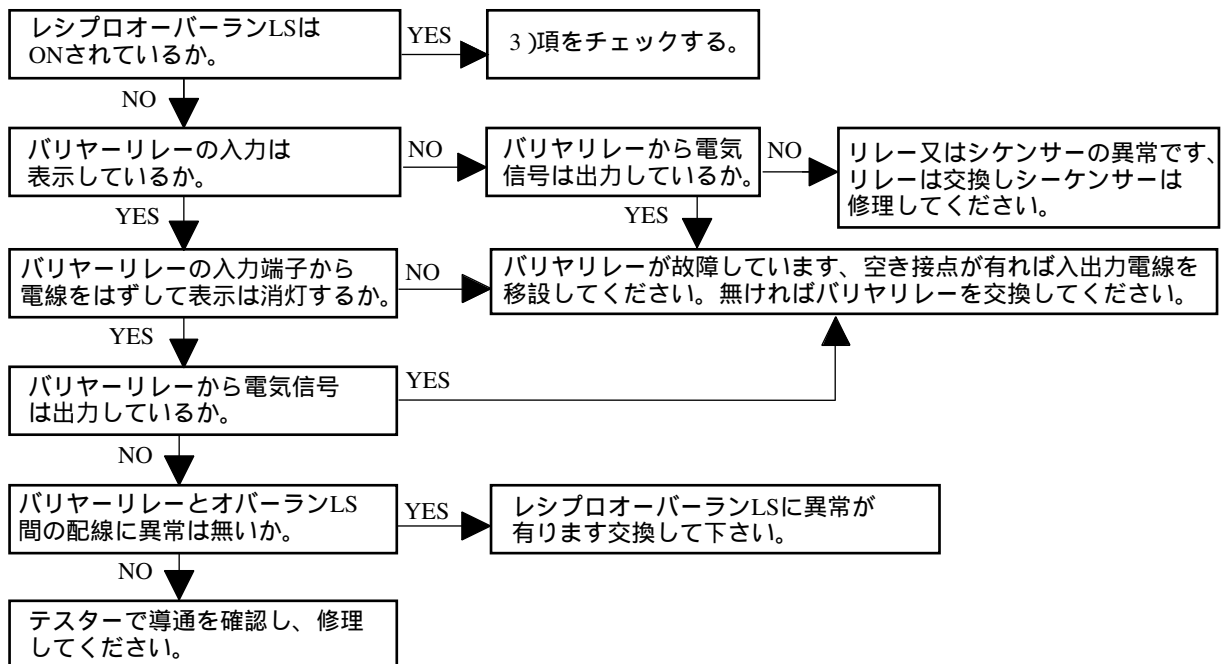 レシプロオーバーランLSは
ONされているか。
YES
3)項をチェックする。
NO
バリヤーリレーの入力は
表示しているか。
NO
バリヤリレーから電気
信号は出力しているか。
NO
リレー又はシケンサーの異常です、
リレーは交換しシーケンサーは
修理してください。
YES
YES
バリヤーリレーの入力端子から
電線をはずして表示は消灯するか。
NO
バリヤリレーが故障しています、空き接点が有れば入出力電線を
移設してください。無ければバリヤリレーを交換してください。
YES
バリヤーリレーから電気信号
は出力しているか。
YES
NO
バリヤーリレーとオバーランLS
間の配線に異常は無いか。
YES
レシプロオーバーランLSに異常が
有ります交換して下さい。
NO
テスターで導通を確認し、修理
してください。